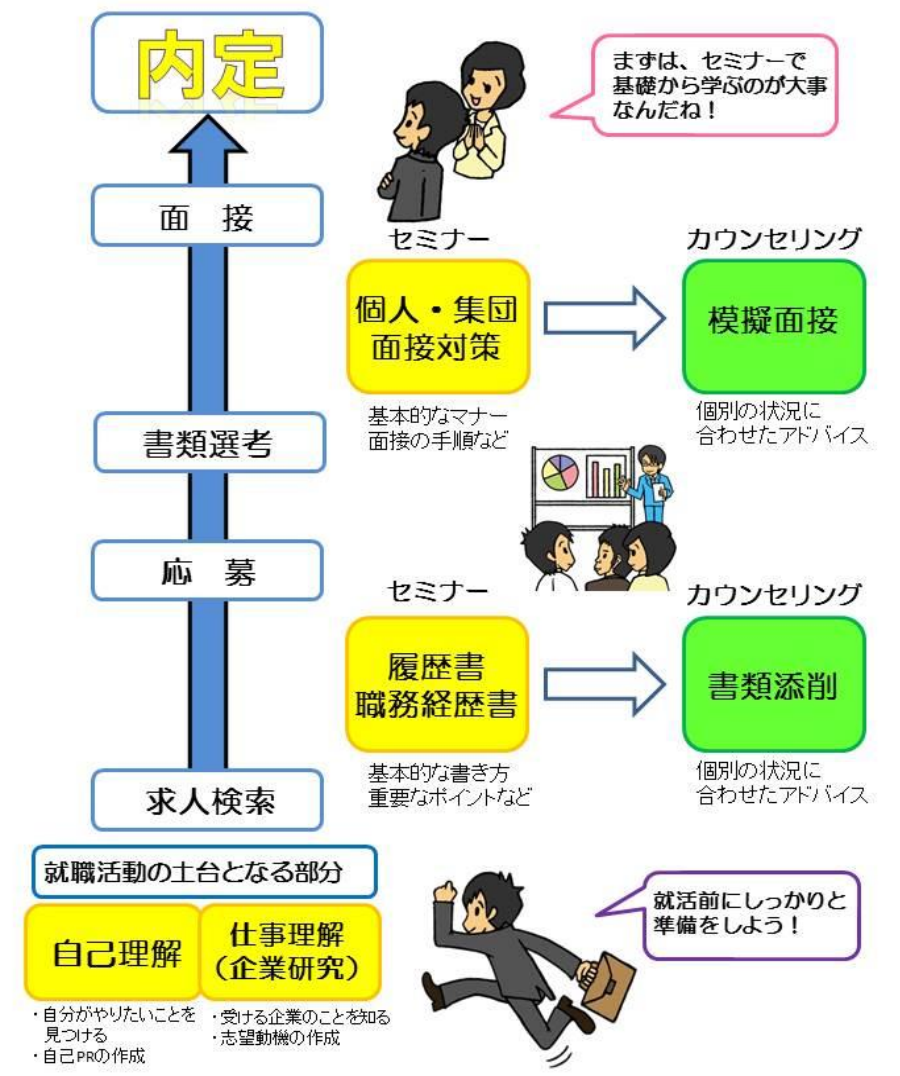 内定
まずは、セミナーで
基礎から学ぶのが大事
なんだね！
面　接
セミナー
個人・集団
面接対策
基本的なマナー
面接の手順など
カウンセリング
模擬面接
個別の状況に
合わせたアドバイス
書類選考
応　募
セミナー
履歴書
職務経歴書
基本的な書き方
重要なポイントなど
カウンセリング
書類添削
個別の状況に
合わせたアドバイス
求人検索
就職活動の土台となる部分
自己理解
・自分がやりたいことを
見つける
・自己PRの作成
仕事理解
（企業研究）
・受ける企業のことを知る
・志望動機の作成
就活前にしっかりと
準備をしよう！